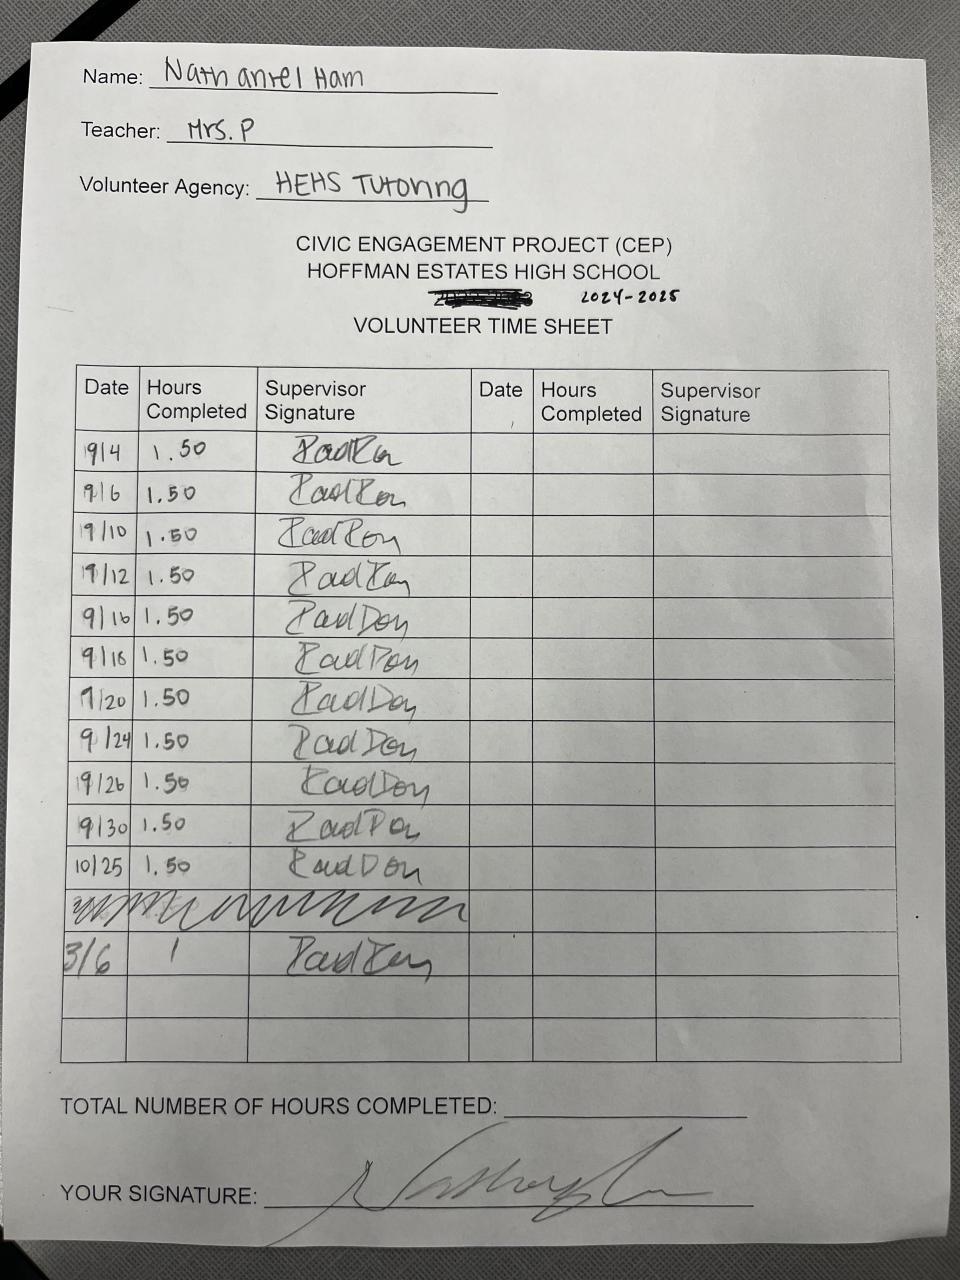 Name: Nathaniel Ham
Teacher: Mrs. P
Volunteer Agency: HEHS Tutoring
CIVIC ENGAGEMENT PROJECT (CEP)
HOFFMAN ESTATES HIGH SCHOOL
2024-2025
VOLUNTEER TIME SHEET
Date Hours Completed Supervisor Signature Date Hours Completed Supervisor Signature
9/4 1.50
9/6 1.50
9/10 1.50
9/12 1.50
9/16 1.50
9/18 1.50
9/20 1.50
9/24 1.50
9/26 1.50
9/30 1.50
10/25 1.50
3/6 1
TOTAL NUMBER OF HOURS COMPLETED:
YOUR SIGNATURE: